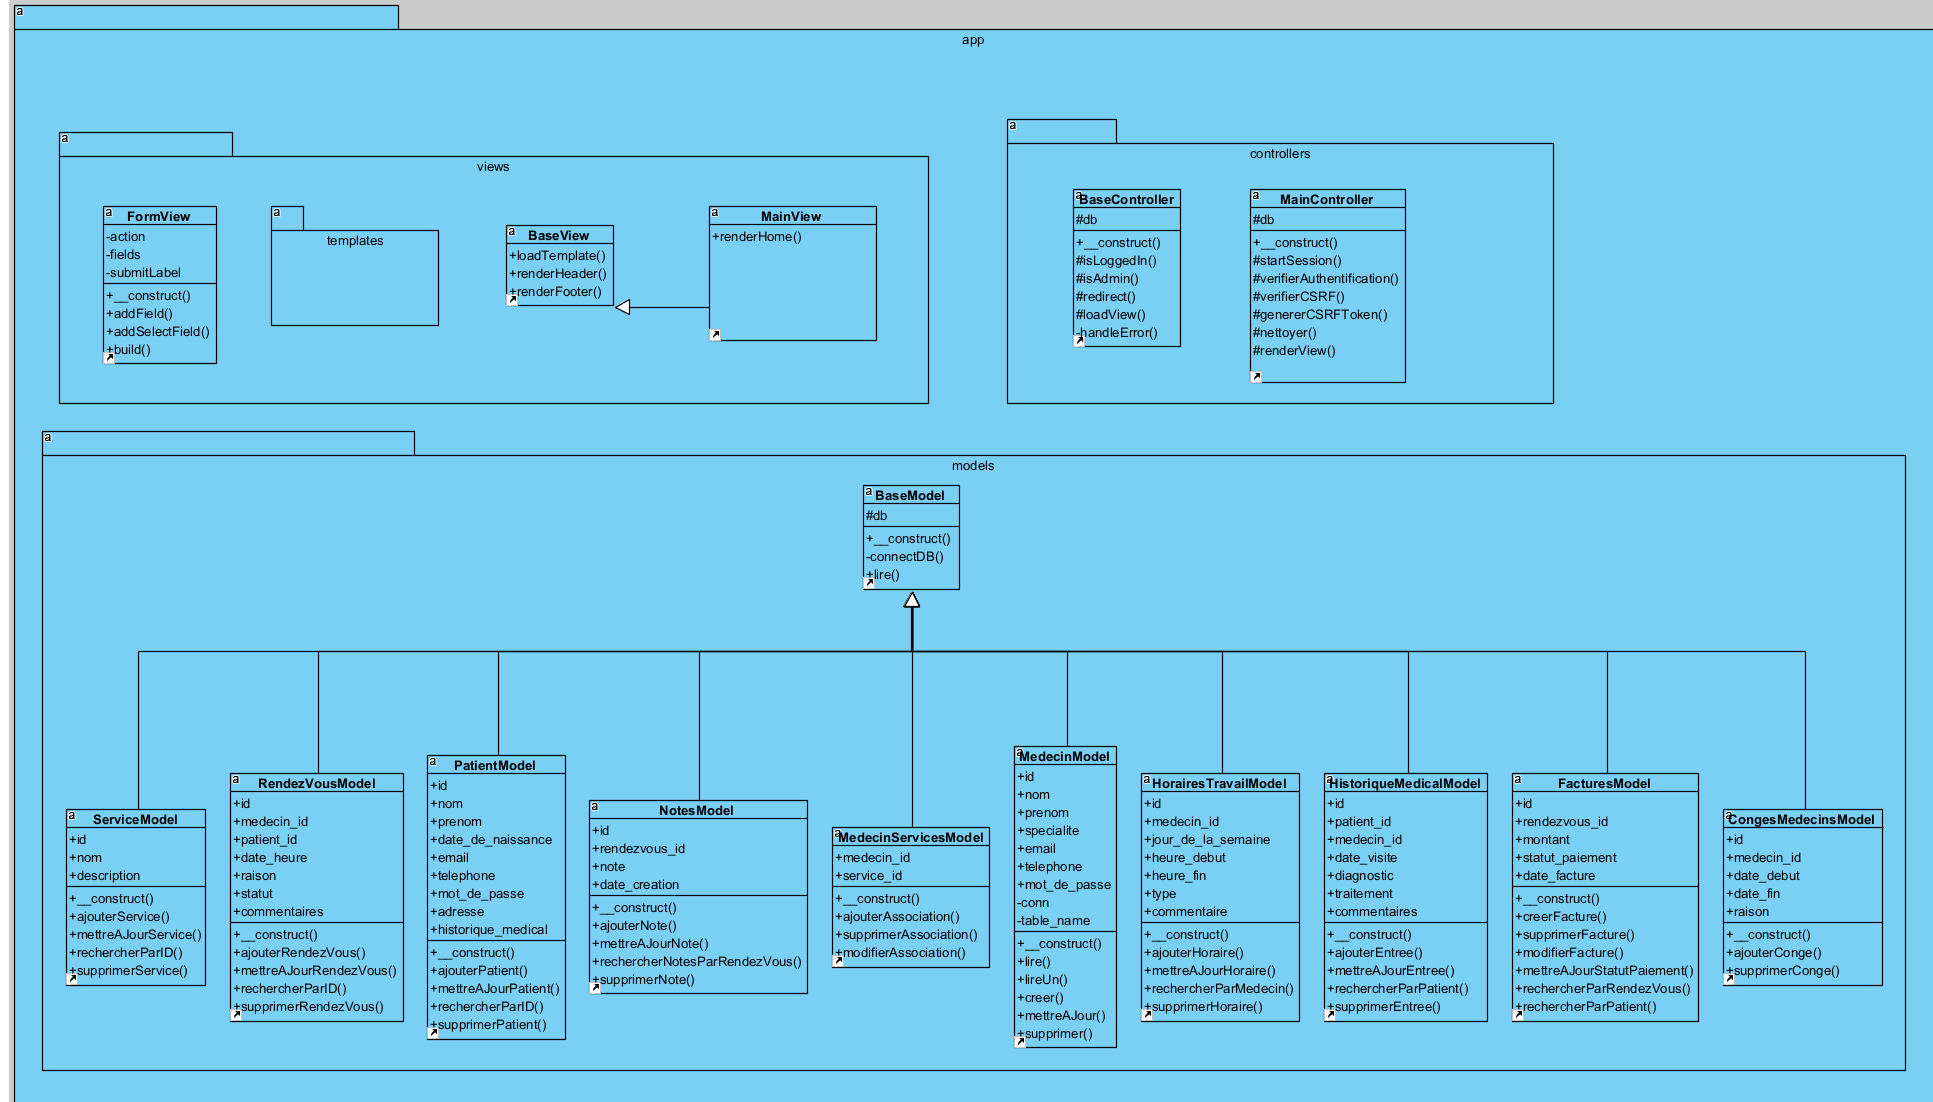 a
app
a
views
a
FormView
-action
-fields
-submitLabel
+__construct()
+addField()
+addSelectField()
+build()
a
templates
a
BaseView
+loadTemplate()
+renderHeader()
+renderFooter()
a
MainView
+renderHome()
a
controllers
a
BaseController
#db
+__construct()
#isLoggedIn()
#isAdmin()
#redirect()
#loadView()
-handleError()
a
MainController
#db
+__construct()
#startSession()
#verifierAuthentification()
#verifierCSRF()
#genererCSRFToken()
#nettoyer()
#renderView()
a
models
a
BaseModel
#db
+__construct()
-connectDB()
+lire()
a
ServiceModel
+id
+nom
+description
+__construct()
+ajouterService()
+mettreAJourService()
+rechercherParID()
+supprimerService()
a
RendezVousModel
+id
+medecin_id
+patient_id
+date_heure
+raison
+statut
+commentaires
+__construct()
+ajouterRendezVous()
+mettreAJourRendezVous()
+rechercherParID()
+supprimerRendezVous()
a
PatientModel
+id
+nom
+prenom
+date_de_naissance
+email
+telephone
+mot_de_passe
+adresse
+historique_medical
+__construct()
+ajouterPatient()
+mettreAJourPatient()
+rechercherParID()
+supprimerPatient()
a
NotesModel
+id
+rendezvous_id
+note
+date_creation
+__construct()
+ajouterNote()
+mettreAJourNote()
+rechercherNotesParRendezVous()
+supprimerNote()
a
MedecinServicesModel
+medecin_id
+service_id
+__construct()
+ajouterAssociation()
+supprimerAssociation()
+modifierAssociation()
a
MedecinModel
+id
+nom
+prenom
+specialite
+email
+telephone
+mot_de_passe
-conn
-table_name
+__construct()
+lire()
+lireUn()
+creer()
+mettreAJour()
+supprimer()
a
HorairesTravailModel
+id
+medecin_id
+jour_de_la_semaine
+heure_debut
+heure_fin
+type
+commentaire
+__construct()
+ajouterHoraire()
+mettreAJourHoraire()
+rechercherParMedecin()
+supprimerHoraire()
a
HistoriqueMedicalModel
+id
+patient_id
+medecin_id
+date_visite
+diagnostic
+traitement
+commentaires
+__construct()
+ajouterEntree()
+mettreAJourEntree()
+rechercherParPatient()
+supprimerEntree()
a
FacturesModel
+id
+rendezvous_id
+montant
+statut_paiement
+date_facture
+__construct()
+creerFacture()
+supprimerFacture()
+modifierFacture()
+mettreAJourStatutPaiement()
+rechercherParRendezVous()
+rechercherParPatient()
a
CongesMedecinsModel
+id
+medecin_id
+date_debut
+date_fin
+raison
+__construct()
+ajouterConge()
+supprimerConge()